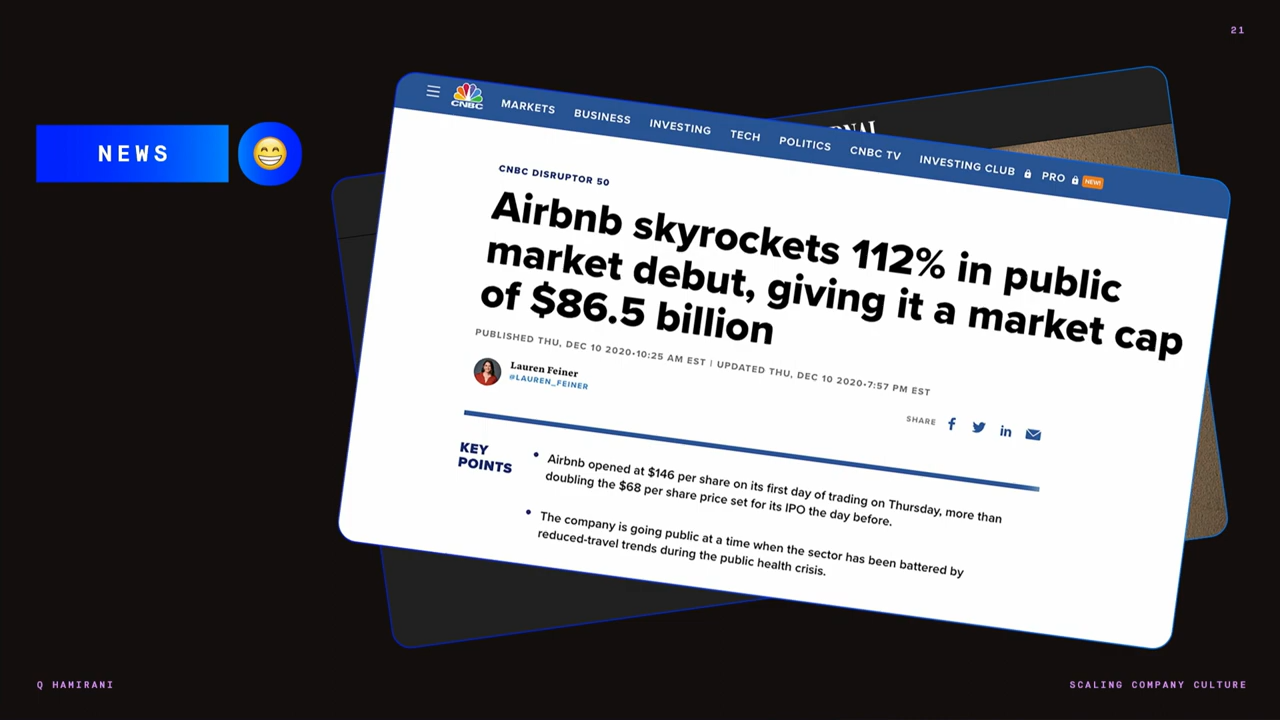 21
NEWS
CNBC
MARKETS BUSINESS INVESTING TECH POLITICS CNBC TV INVESTING CLUB PRO NEW!
CNBC DISRUPTOR 50
Airbnb skyrockets 112% in public
market debut, giving it a market cap
of $86.5 billion
PUBLISHED THU, DEC 10 2020•10:25 AM EST | UPDATED THU, DEC 10 2020•7:57 PM EST
Lauren Feiner
@LAUREN_FEINER
SHARE
KEY
POINTS
• Airbnb opened at $146 per share on its first day of trading on Thursday, more than
doubling the $68 per share price set for its IPO the day before.
• The company is going public at a time when the sector has been battered by
reduced-travel trends during the public health crisis.
Q HAMIRANI
SCALING COMPANY CULTURE